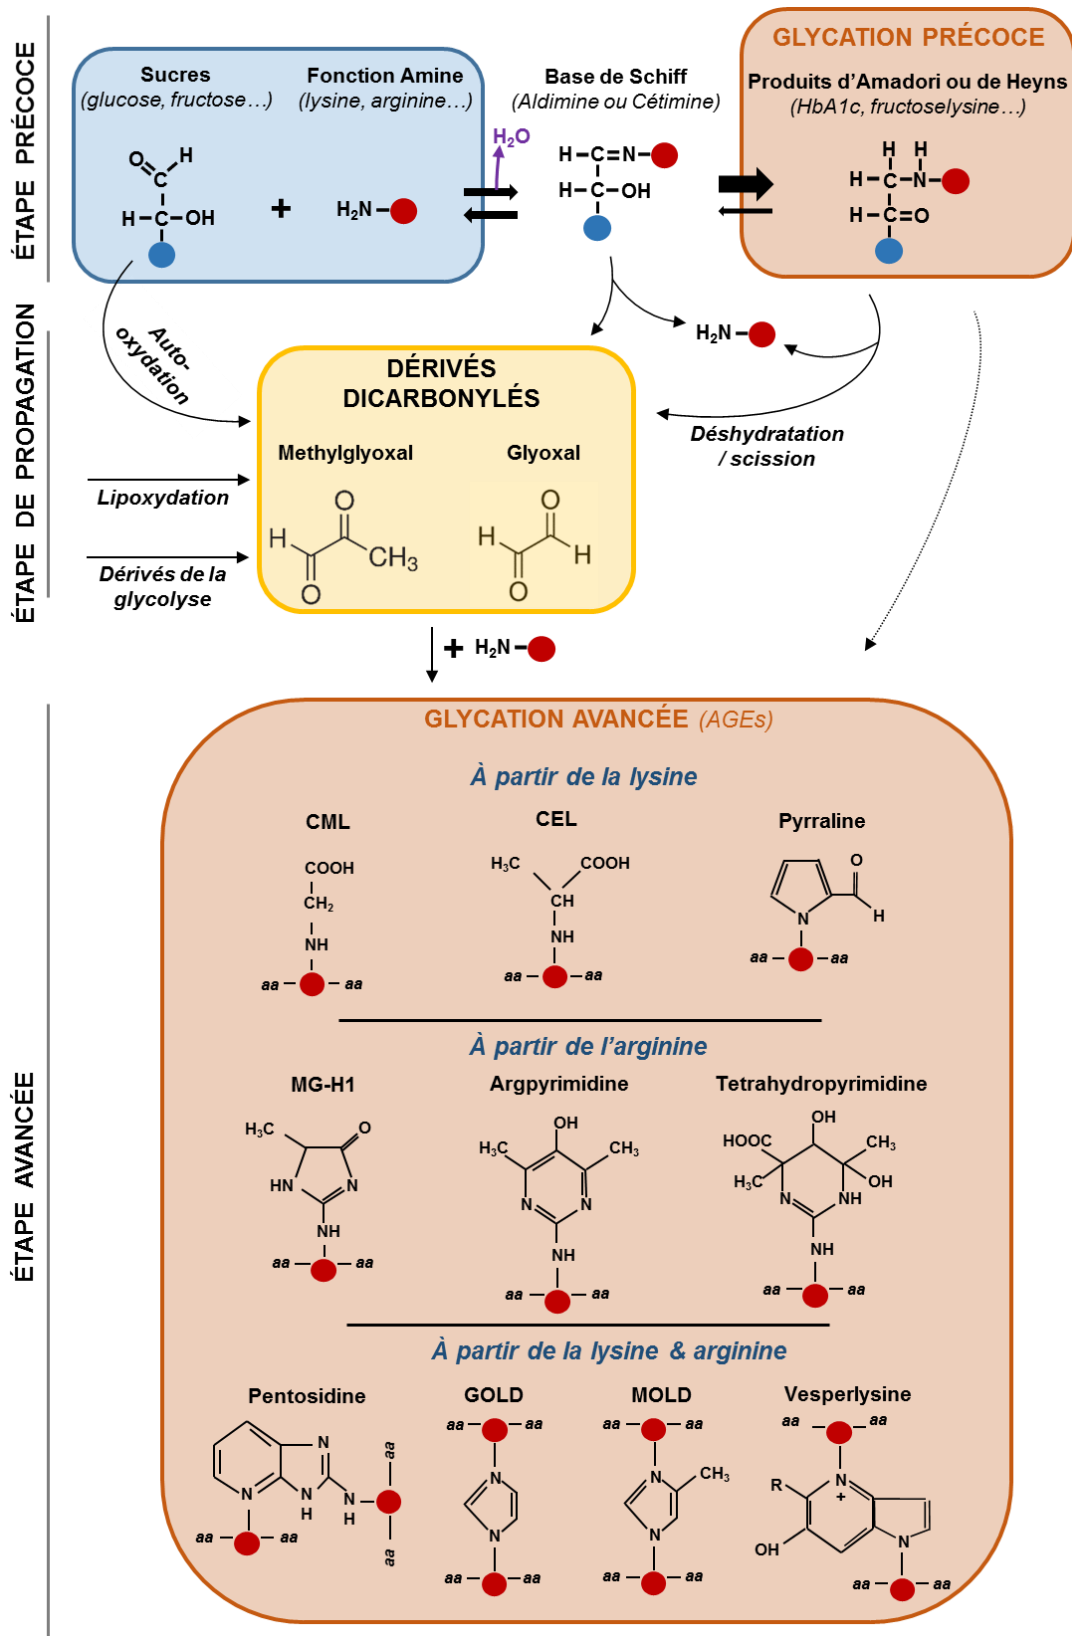 ÉTAPE PRÉCOCE
Sucres
(glucose, fructose…)
Fonction Amine
(lysine, arginine…)
Base de Schiff
(Aldimine ou Cétimine)
GLYCATION PRÉCOCE
Produits d'Amadori ou de Heyns
(HbA1c, fructoselysine…)
O
H
C
H
C
OH
+
H₂N
H₂O
H
C
N
H
C
OH
H
H
H
C
N
C
O
ÉTAPE DE PROPAGATION
Auto-
oxydation
Lipoxydation
Dérivés de la
glycolyse
DÉRIVÉS
DICARBONYLÉS
Methylglyoxal
Glyoxal
O
H
CH₃
O
O
H
H
O
H₂N
Déshydratation
/ scission
+ H₂N
ÉTAPE AVANCÉE
GLYCATION AVANCÉE (AGEs)
À partir de la lysine
CML
CEL
Pyrraline
COOH
CH₂
NH
aa
aa
H₃C
COOH
CH
NH
aa
aa
O
H
N
aa
aa
À partir de l'arginine
MG-H1
Argpyrimidine
Tetrahydropyrimidine
H₃C
O
HN
N
NH
aa
aa
OH
H₃C
CH₃
N
N
NH
aa
aa
OH
HOOC
CH₃
H₃C
OH
N
NH
NH
aa
aa
À partir de la lysine & arginine
Pentosidine
GOLD
MOLD
Vesperlysine
N
N
N
H
N
H
aa
aa
aa
aa
aa
aa
N
N
aa
aa
aa
aa
N
CH₃
N
aa
aa
aa
aa
R
N
+
OH
N
aa
aa